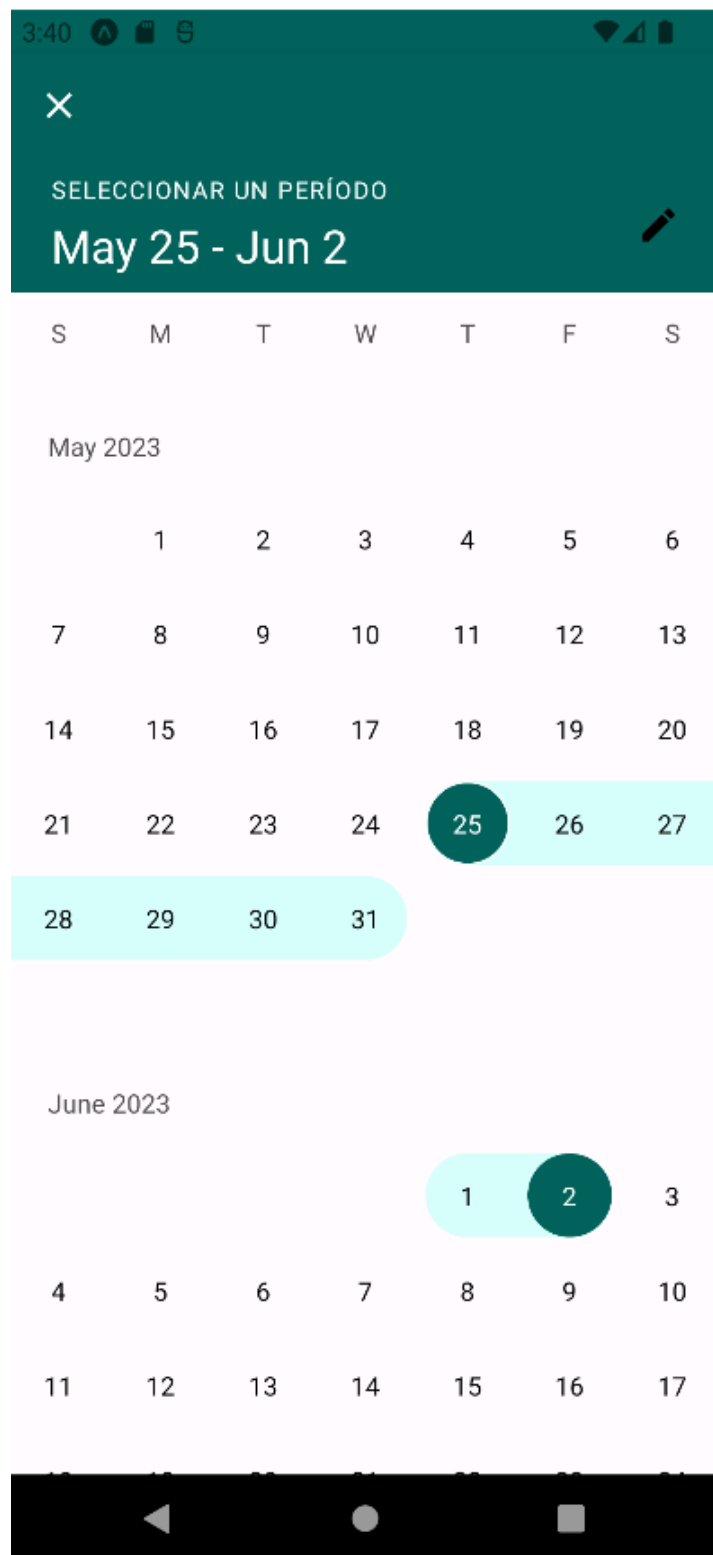 3:40
SELECCIONAR UN PERÍODO
May 25 - Jun 2
S M T W T F S
May 2023
1 2 3 4 5 6
7 8 9 10 11 12 13
14 15 16 17 18 19 20
21 22 23 24 25 26 27
28 29 30 31
June 2023
1 2 3
4 5 6 7 8 9 10
11 12 13 14 15 16 17